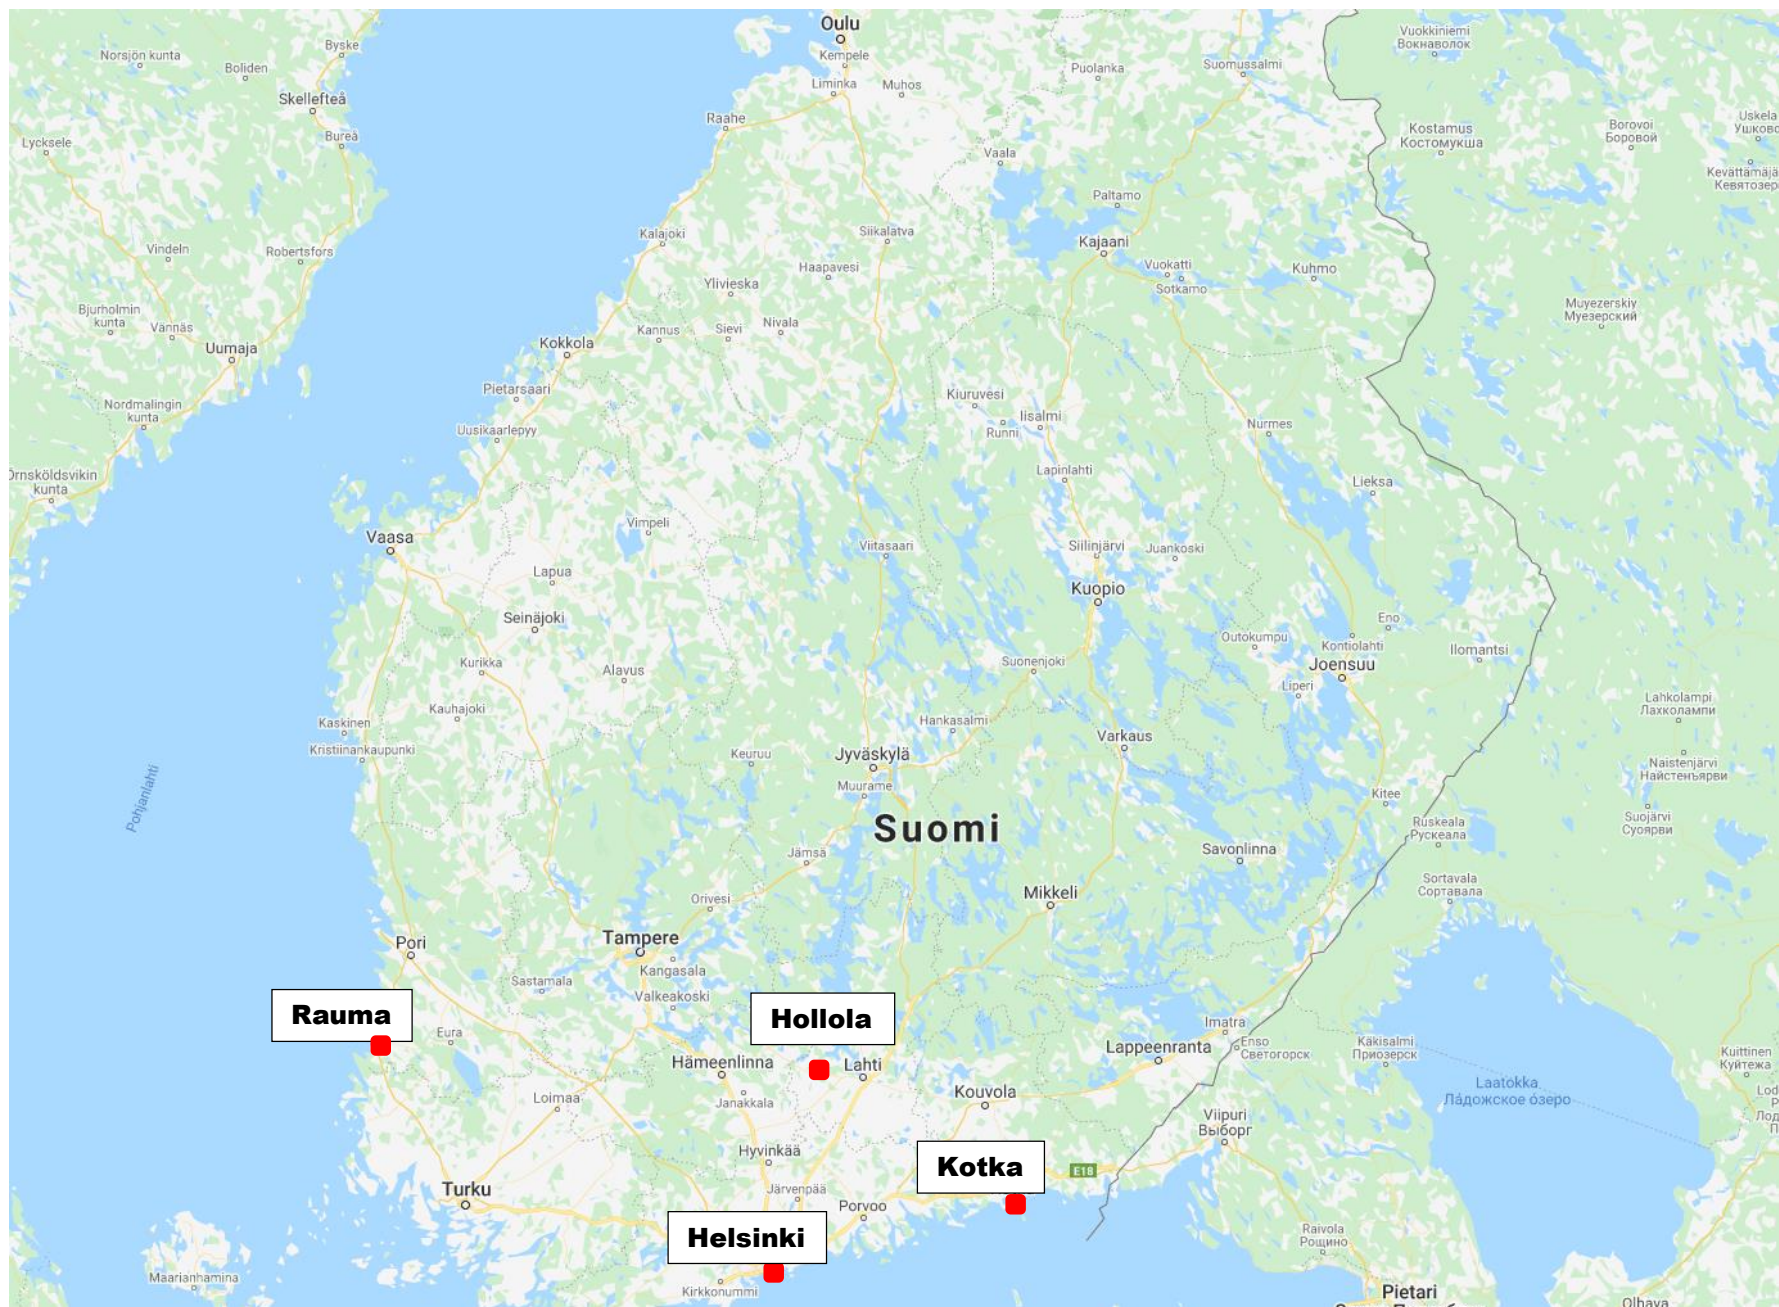 Oulu
Vuokkiniemi
Вокнаволок
Byske
Norsjön kunta
Kempele
Boliden
Puolanka
Suomussalmi
Liminka
Muhos
Skellefteå
Raahe
Uskela
Kostamus
Костомукша
Borovoi
Боровой
Bureå
Lycksele
Vaala
Kevättämäjä
Paltamo
Vindeln
Robertsfors
Kalajoki
Siikalatva
Kajaani
Haapavesi
Vuokatti
Kuhmo
Sotkamo
Ylivieska
Bjurholmin
kunta
Muyezerskiy
Муезерский
Vännäs
Kannus
Sievi
Nivala
Uumaja
Kokkola
Pietarsaari
Kiuruvesi
Iisalmi
Nordmalingin
kunta
Runni
Nurmes
Uusikaarlepyy
Örnsköldsvikin
kunta
Lapinlahti
Lieksa
Vimpeli
Vaasa
Viitasaari
Siilinjärvi
Juankoski
Lapua
Kuopio
Seinäjoki
Eno
Outokumpu
Kontiolahti
Ilomantsi
Kurikka
Alavus
Suonenjoki
Joensuu
Liperi
Lahkolampi
Лахколампи
Kauhajoki
Kaskinen
Hankasalmi
Varkaus
Kristiinankaupunki
Keuruu
Jyväskylä
Naistenjärvi
Найстенъярви
Muurame
Pohjanlahti
Kitee
Suomi
Ruskeala
Рускеала
Suojärvi
Суоярви
Jämsä
Savonlinna
Sortavala
Сортавала
Mikkeli
Orivesi
Tampere
Pori
Kangasala
Sastamala
Valkeakoski
Rauma
Hollola
Eura
Imatra
Enso
Светогорск
Käkisalmi
Приозерск
Lappeenranta
Kuittinen
Куйтежа
Hämeenlinna
Lahti
Laatokka
Ладожское озеро
Kouvola
Loimaa
Janakkala
Viipuri
Выборг
Hyvinkää
Kotka
E18
Turku
Järvenpää
Porvoo
Helsinki
Raivola
Рощино
Maarianhamina
Kirkkonummi
Pietari
Olhava